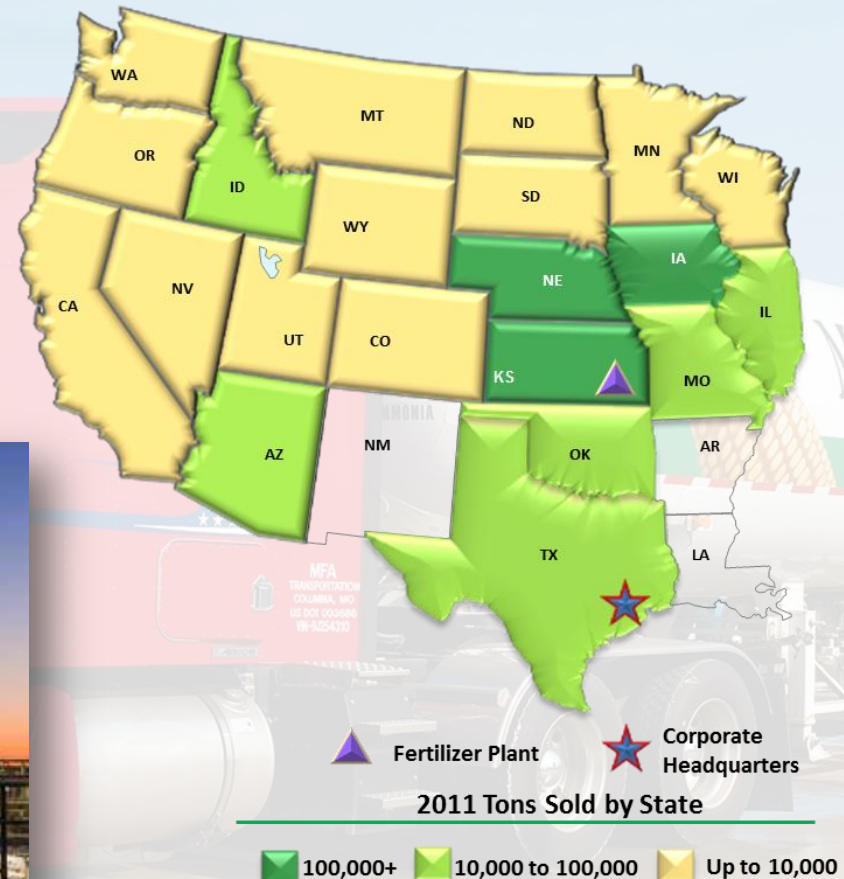 WA
MT
ND
MN
OR
ID
SD
WI
WY
NE
IA
NV
CA
UT
CO
IL
KS
MO
AZ
NM
OK
AR
TX
LA
MFA
TRANSPORTATION
COLUMBIA, MO
US DOT
Fertilizer Plant
Corporate
Headquarters
2011 Tons Sold by State
100,000+ 10,000 to 100,000 Up to 10,000